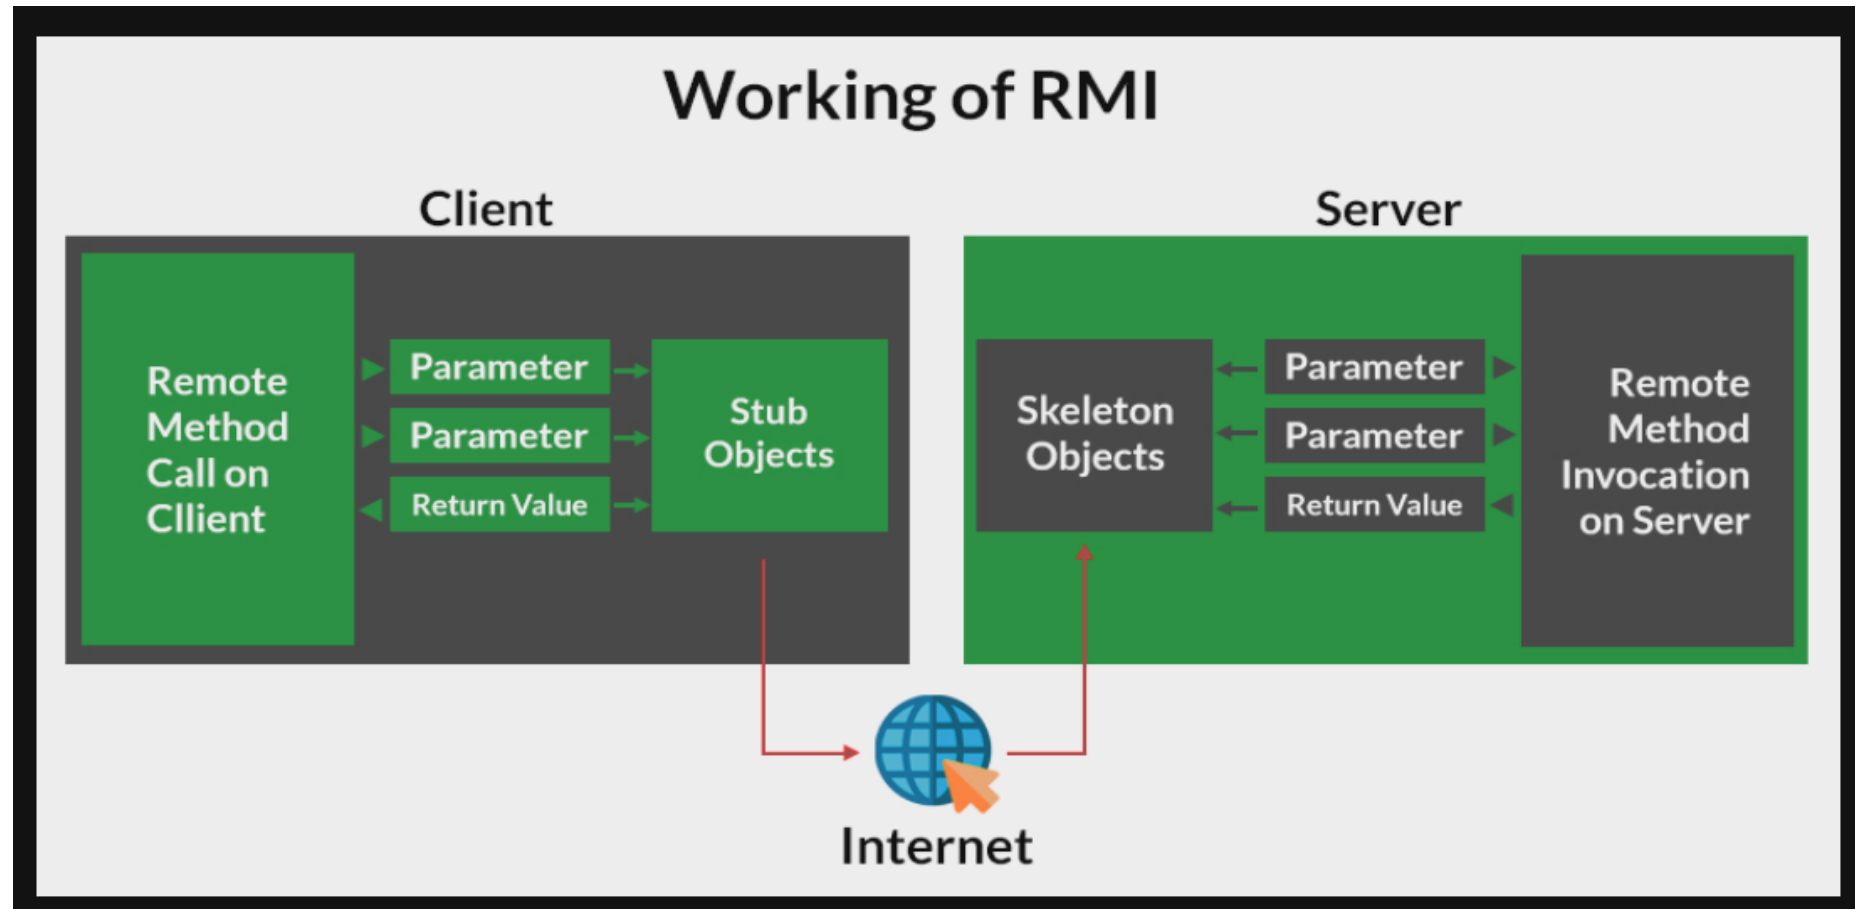 Working of RMI
Client
Remote
Method
Call on
Cllient
Parameter
Parameter
Return Value
Stub
Objects
Server
Skeleton
Objects
Parameter
Parameter
Return Value
Remote
Method
Invocation
on Server
Internet